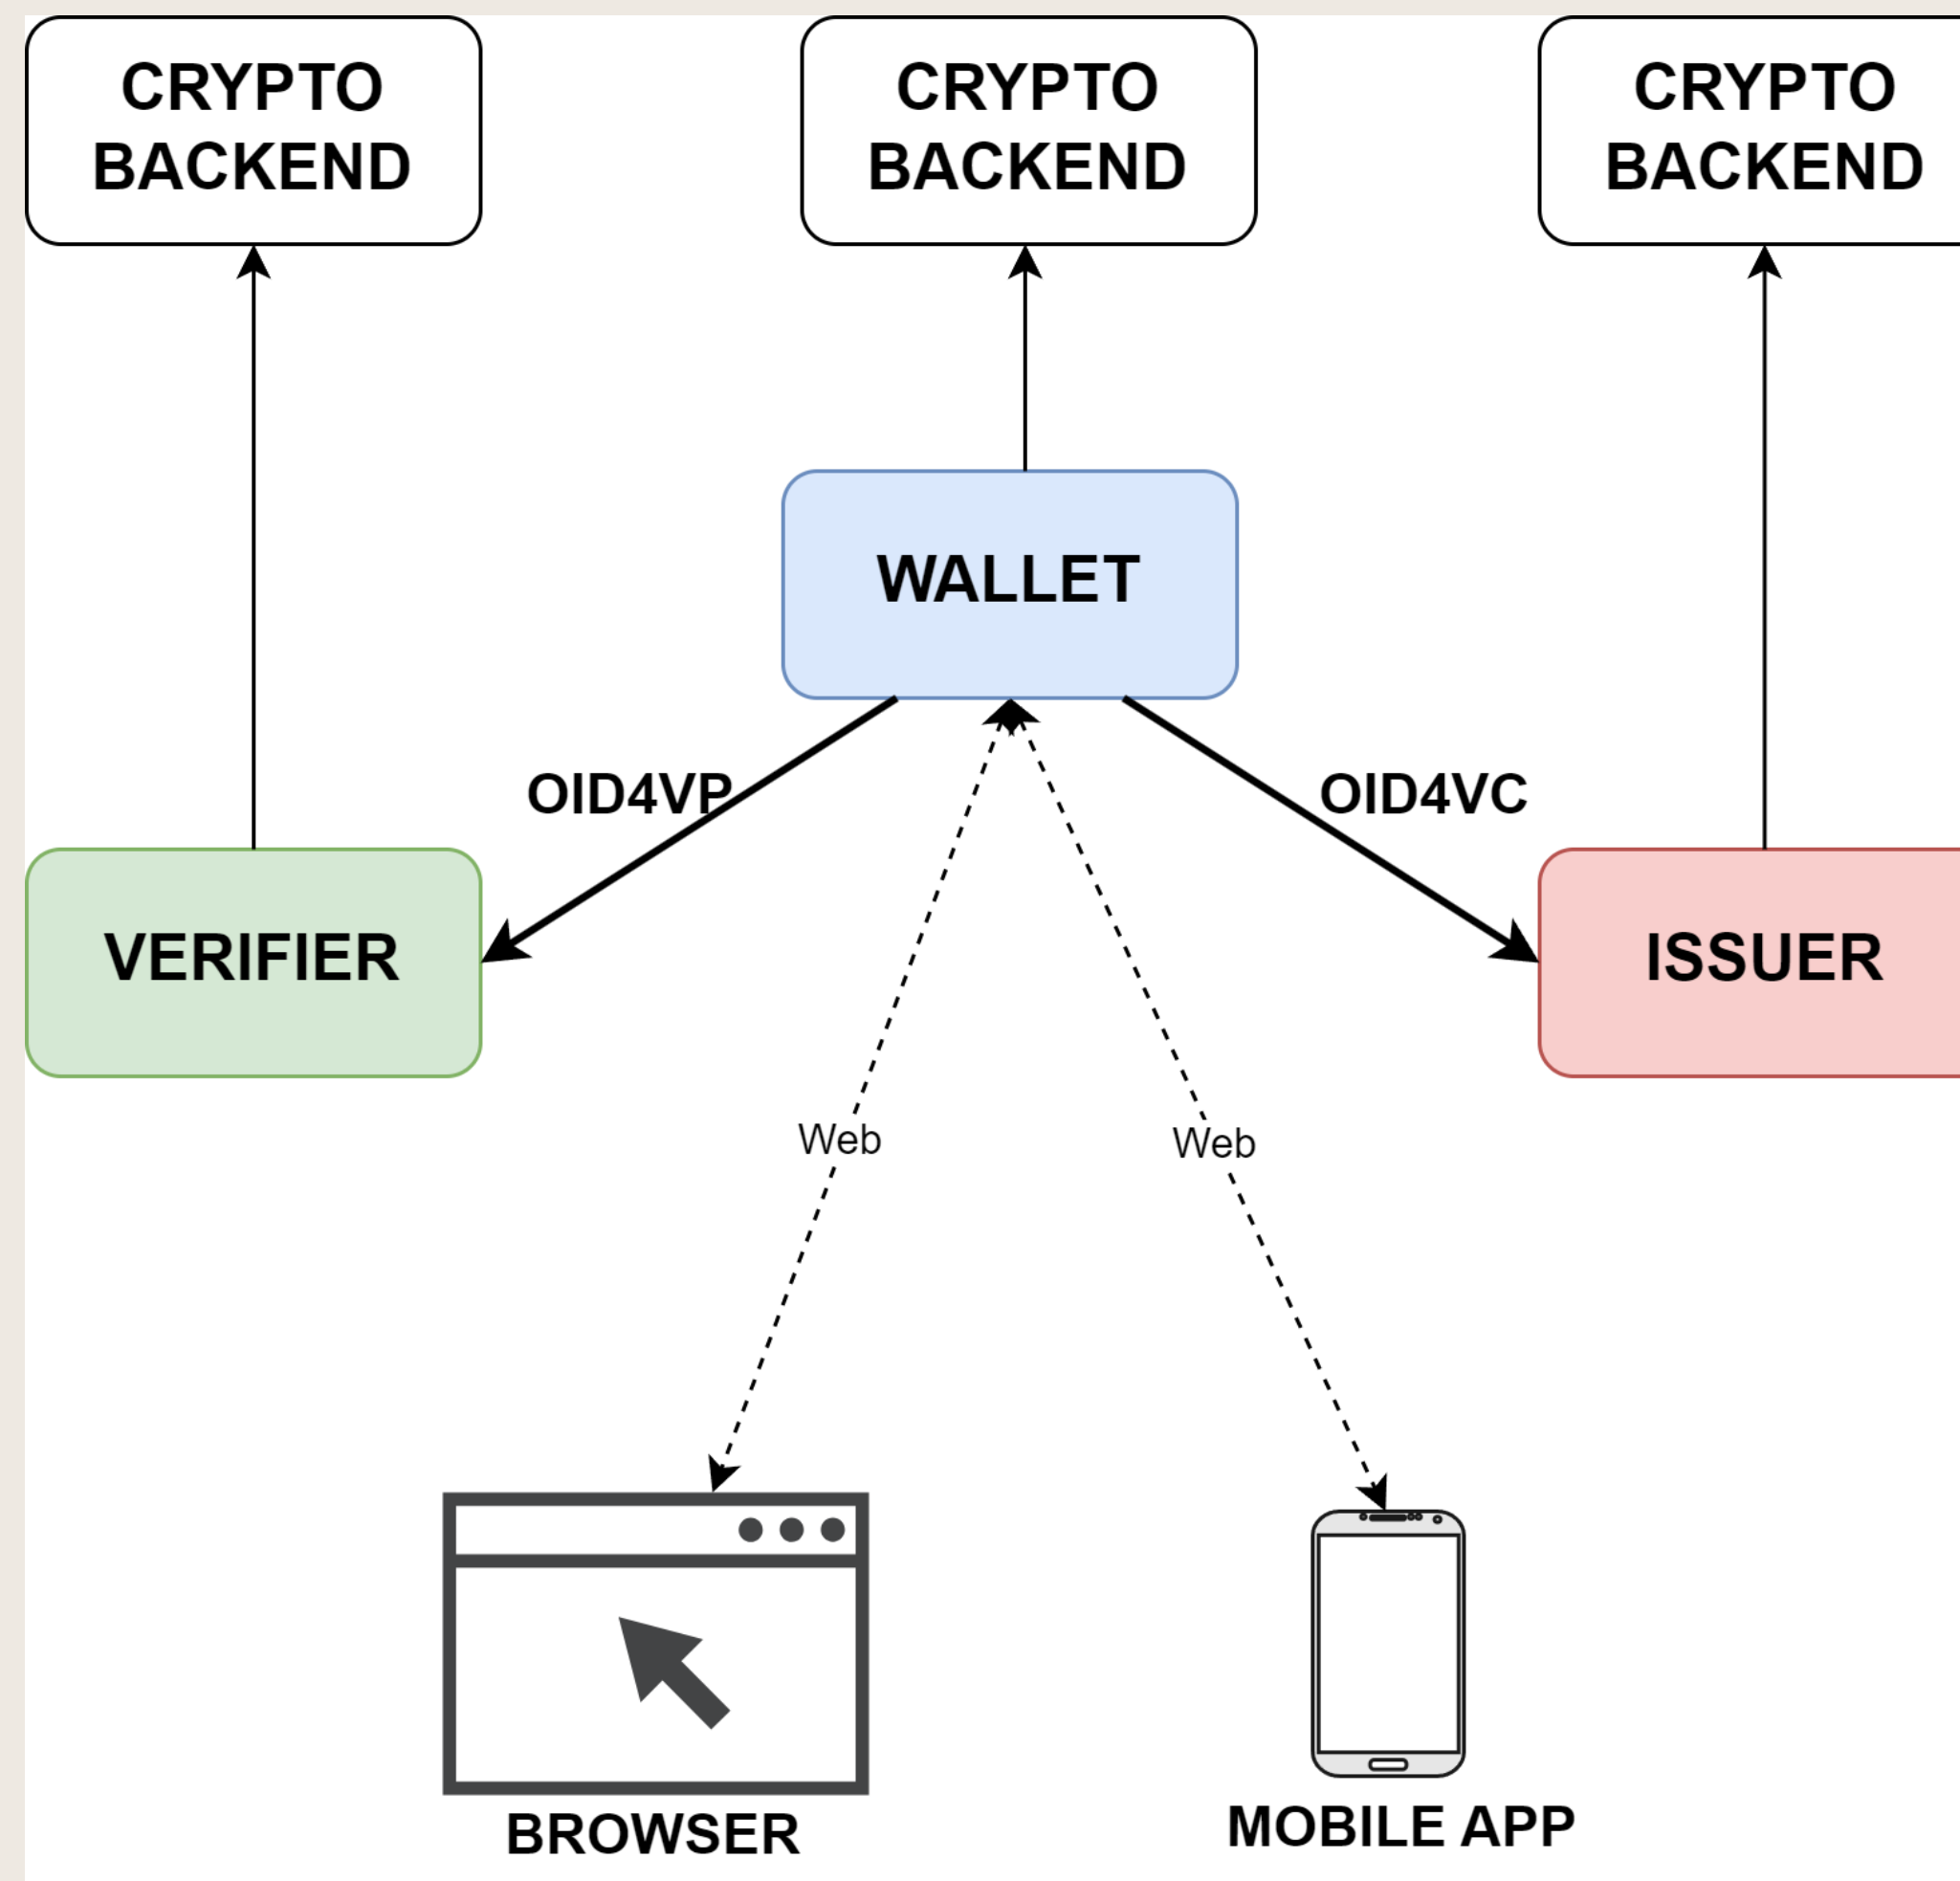 CRYPTO
BACKEND
CRYPTO
BACKEND
CRYPTO
BACKEND
WALLET
OID4VP
OID4VC
VERIFIER
ISSUER
Web
Web
BROWSER
MOBILE APP